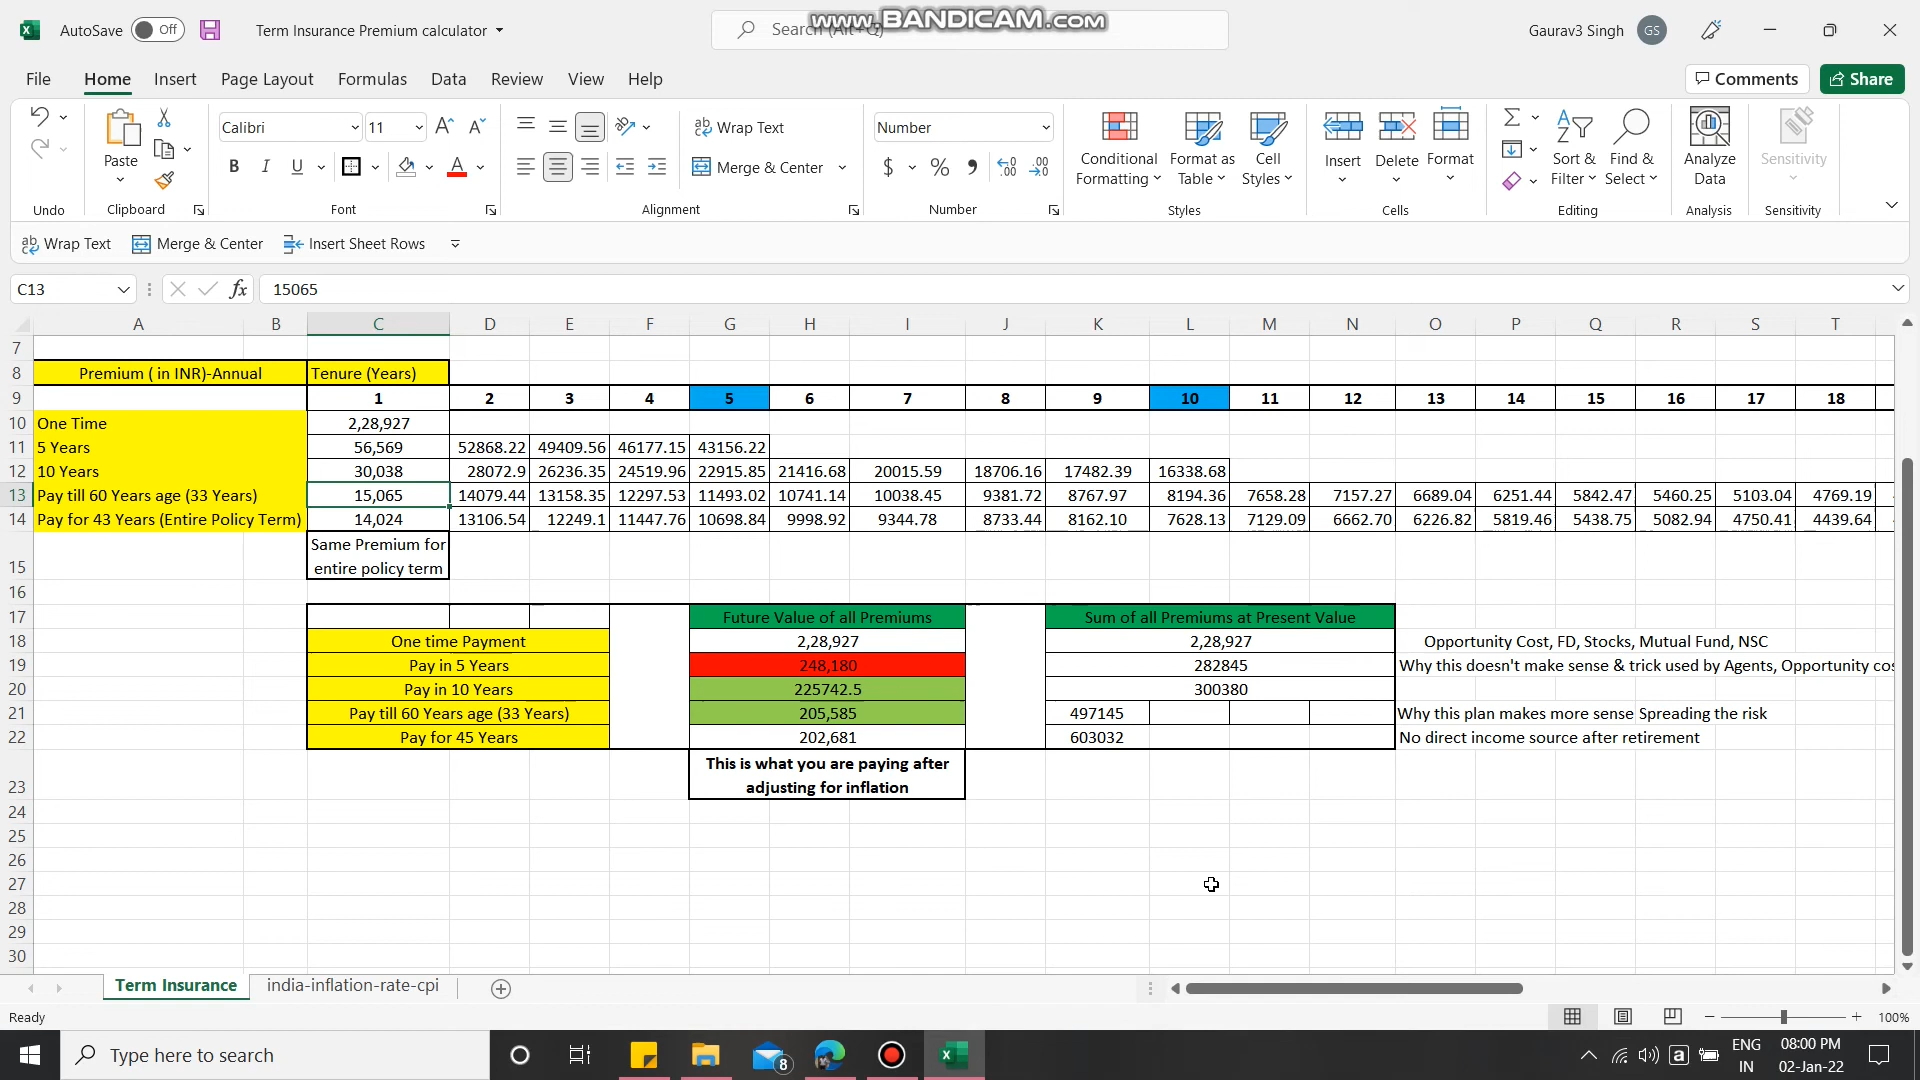 AutoSave Off Term Insurance Premium calculator Search (Alt+Q) Gaurav3 Singh GS
www.BANDICAM.com
File Home Insert Page Layout Formulas Data Review View Help Comments Share
Calibri 11 Wrap Text Number
Paste B I U Merge & Center $ % Conditional Formatting Format as Table Cell Styles Insert Delete Format Sort & Filter Find & Select Analyze Data Sensitivity
Undo Clipboard Font Alignment Number Styles Cells Editing Analysis Sensitivity
Wrap Text Merge & Center Insert Sheet Rows
C13 fx 15065
A B C D E F G H I J K L M N O P Q R S T
7
8 Premium ( in INR)-Annual Tenure (Years)
9 1 2 3 4 5 6 7 8 9 10 11 12 13 14 15 16 17 18
10 One Time 2,28,927
11 5 Years 56,569 52868.22 49409.56 46177.15 43156.22
12 10 Years 30,038 28072.9 26236.35 24519.96 22915.85 21416.68 20015.59 18706.16 17482.39 16338.68
13 Pay till 60 Years age (33 Years) 15,065 14079.44 13158.35 12297.53 11493.02 10741.14 10038.45 9381.72 8767.97 8194.36 7658.28 7157.27 6689.04 6251.44 5842.47 5460.25 5103.04 4769.19
14 Pay for 43 Years (Entire Policy Term) 14,024 13106.54 12249.1 11447.76 10698.84 9998.92 9344.78 8733.44 8162.10 7628.13 7129.09 6662.70 6226.82 5819.46 5438.75 5082.94 4750.41 4439.64
15 Same Premium for
entire policy term
16
17 Future Value of all Premiums Sum of all Premiums at Present Value
18 One time Payment 2,28,927 2,28,927 Opportunity Cost, FD, Stocks, Mutual Fund, NSC
19 Pay in 5 Years 248,180 282845 Why this doesn't make sense & trick used by Agents, Opportunity cos
20 Pay in 10 Years 225742.5 300380
21 Pay till 60 Years age (33 Years) 205,585 497145 Why this plan makes more sense Spreading the risk
22 Pay for 45 Years 202,681 603032 No direct income source after retirement
23 This is what you are paying after
adjusting for inflation
24
25
26
27
28
29
30
Term Insurance india-inflation-rate-cpi
Ready 100%
Type here to search 8 a ENG IN 08:00 PM 02-Jan-22